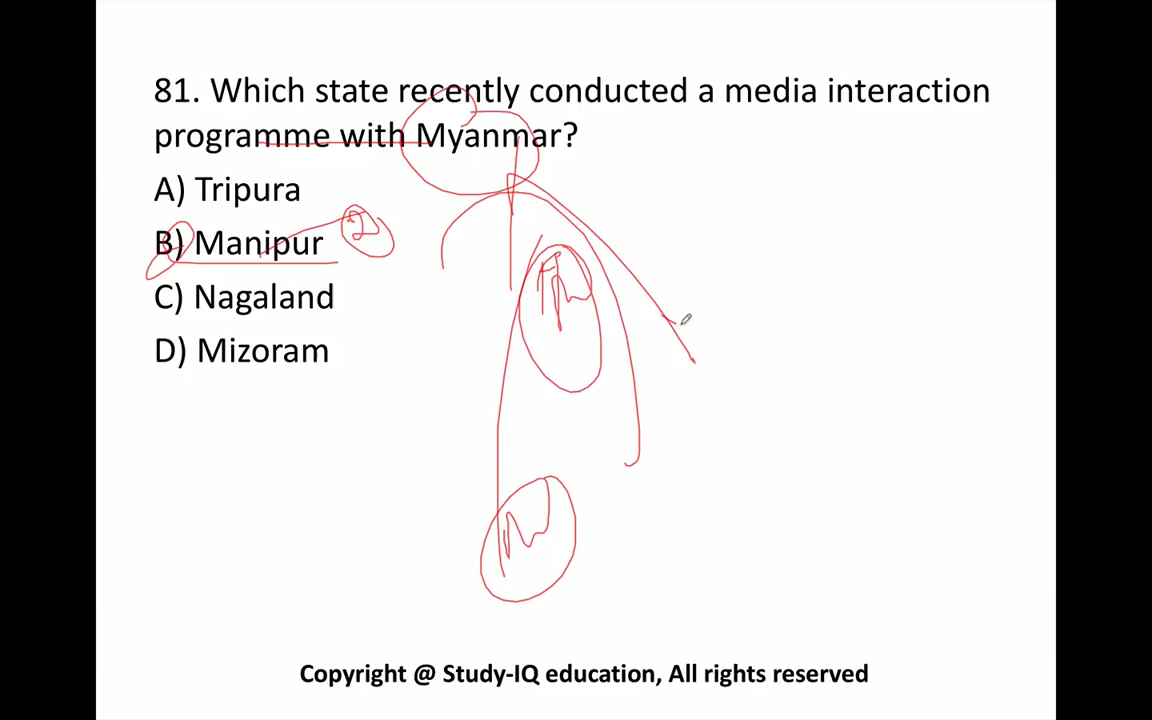 81. Which state recently conducted a media interaction
programme with Myanmar?
A) Tripura
B) Manipur
C) Nagaland
D) Mizoram
Copyright @ Study-IQ education, All rights reserved